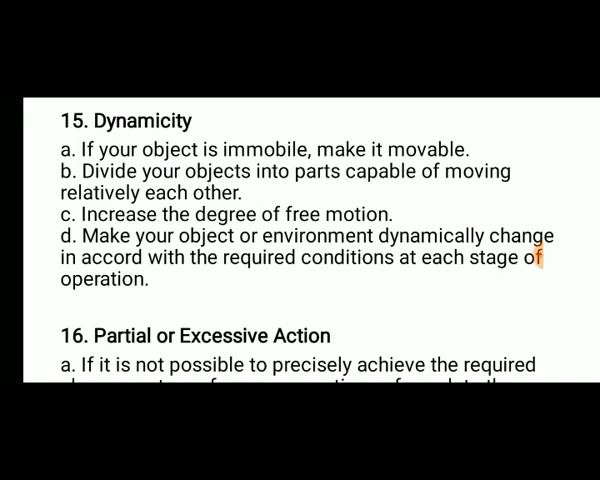 15. Dynamicity
a. If your object is immobile, make it movable.
b. Divide your objects into parts capable of moving
relatively each other.
c. Increase the degree of free motion.
d. Make your object or environment dynamically change
in accord with the required conditions at each stage of
operation.
16. Partial or Excessive Action
a. If it is not possible to precisely achieve the required